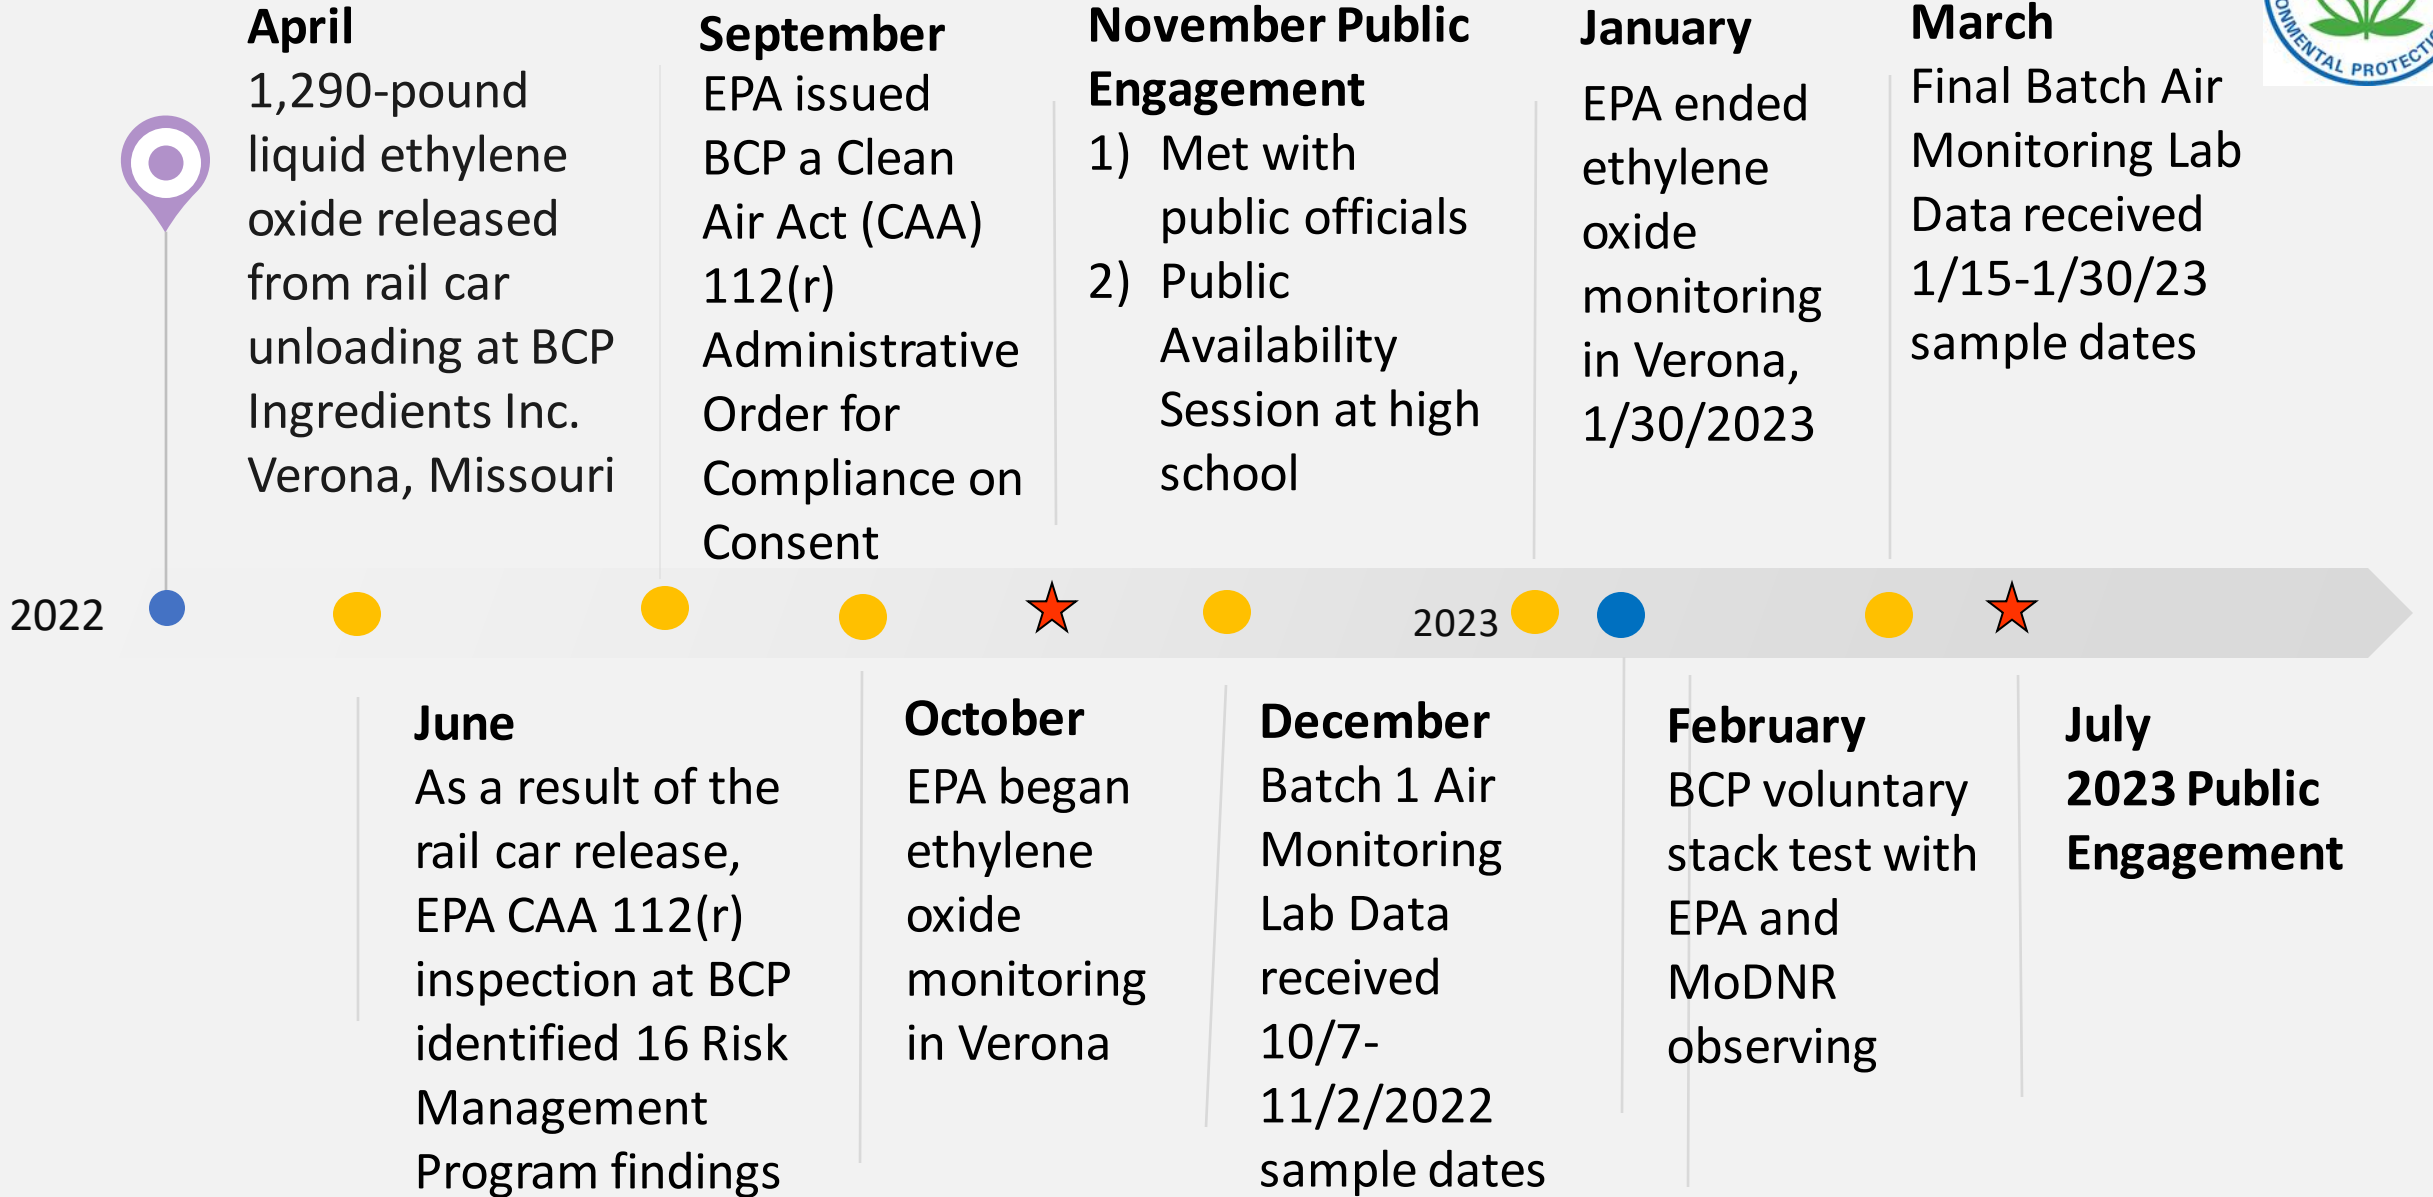 April
1,290-pound
liquid ethylene
oxide released
from rail car
unloading at BCP
Ingredients Inc.
Verona, Missouri
September
EPA issued
BCP a Clean
Air Act (CAA)
112(r)
Administrative
Order for
Compliance on
Consent
November Public
Engagement
1) Met with
public officials
2) Public
Availability
Session at high
school
January
EPA ended
ethylene
oxide
monitoring
in Verona,
1/30/2023
March
Final Batch Air
Monitoring Lab
Data received
1/15-1/30/23
sample dates
2022
2023
June
As a result of the
rail car release,
EPA CAA 112(r)
inspection at BCP
identified 16 Risk
Management
Program findings
October
EPA began
ethylene
oxide
monitoring
in Verona
December
Batch 1 Air
Monitoring
Lab Data
received
10/7-
11/2/2022
sample dates
February
BCP voluntary
stack test with
EPA and
MoDNR
observing
July
2023 Public
Engagement